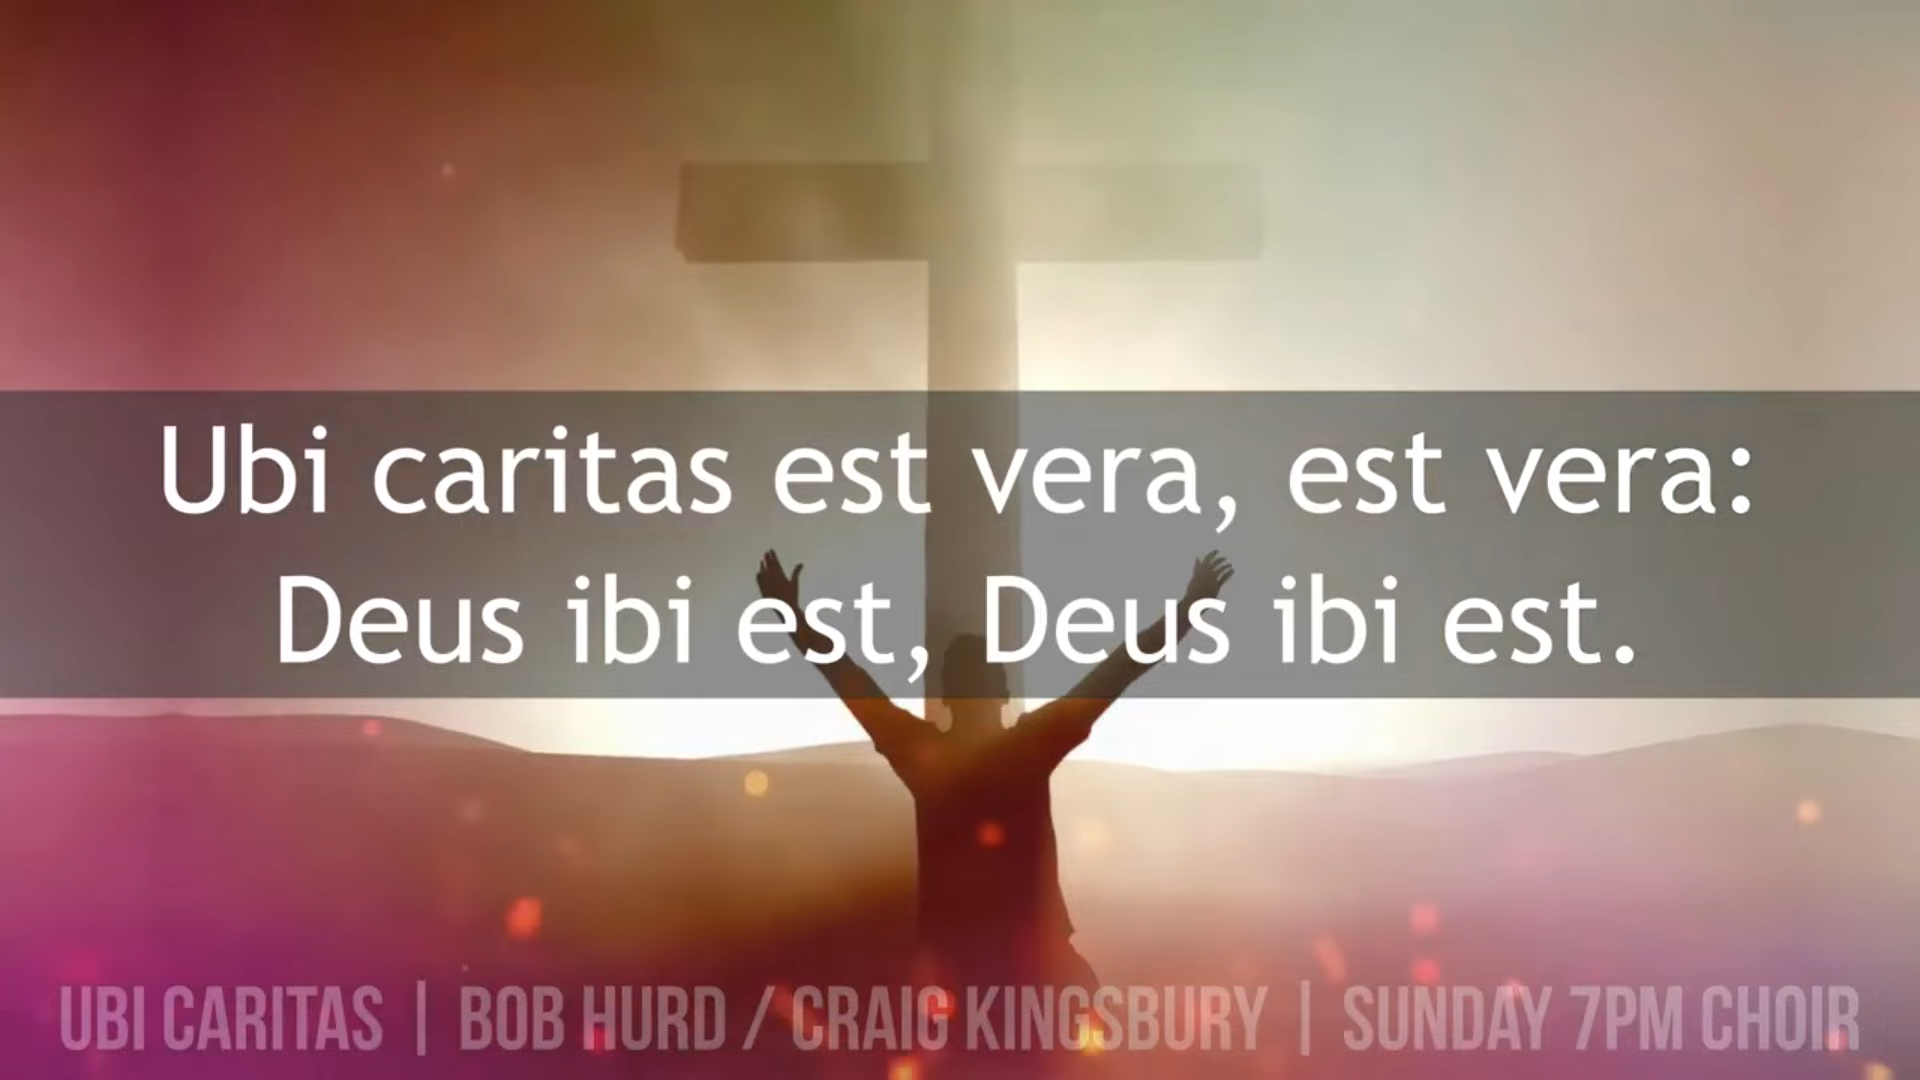 Ubi caritas est vera, est vera:
Deus ibi est, Deus ibi est.
UBI CARITAS | BOB HURD / CRAIG KINGSBURY | SUNDAY 7PM CHOIR